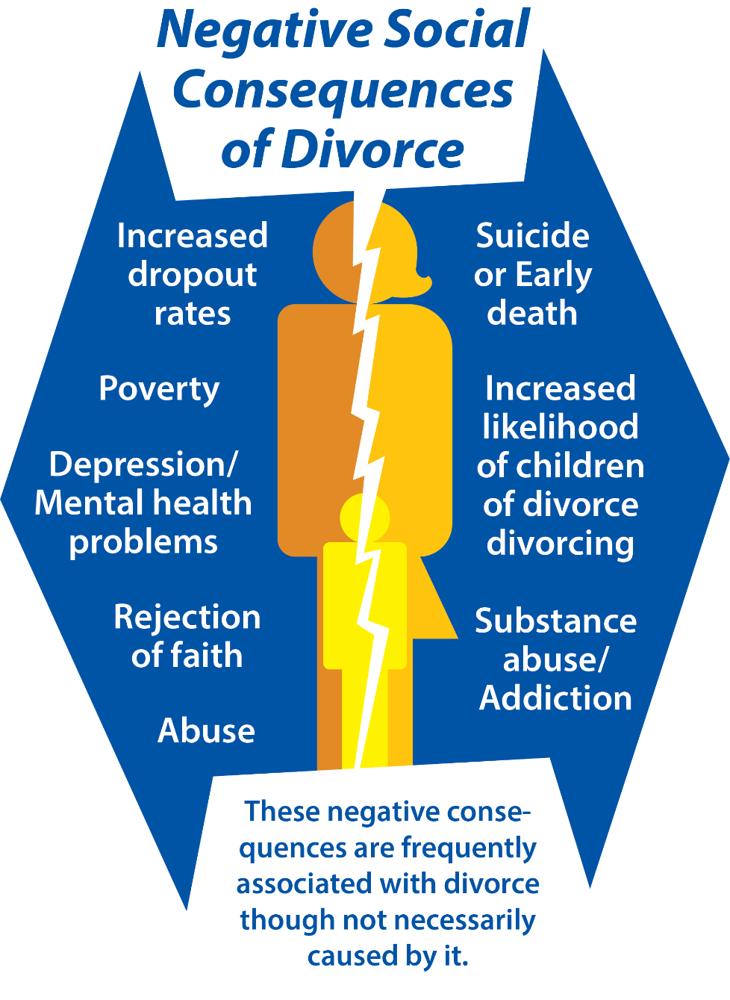 Negative Social
Consequences
of Divorce
Increased
dropout
rates
Poverty
Depression/
Mental health
problems
Rejection
of faith
Abuse
Suicide
or Early
death
Increased
likelihood
of children
of divorce
divorcing
Substance
abuse/
Addiction
These negative conse-
quences are frequently
associated with divorce
though not necessarily
caused by it.